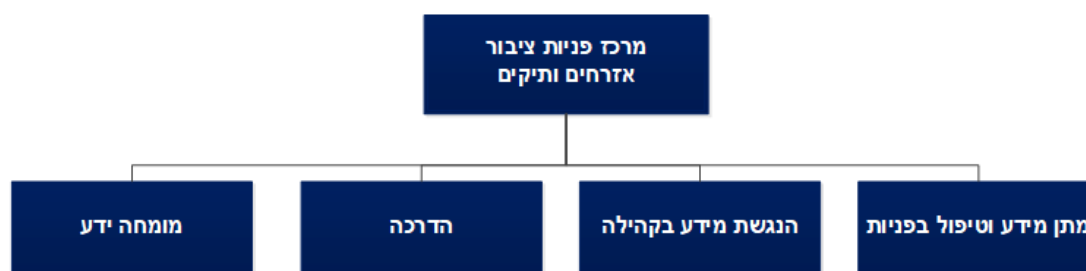 מרכז פניות ציבור
אזרחים ותיקים
מתן מידע וטיפול בפניות
הנגשת מידע בקהילה
הדרכה
מומחה ידע